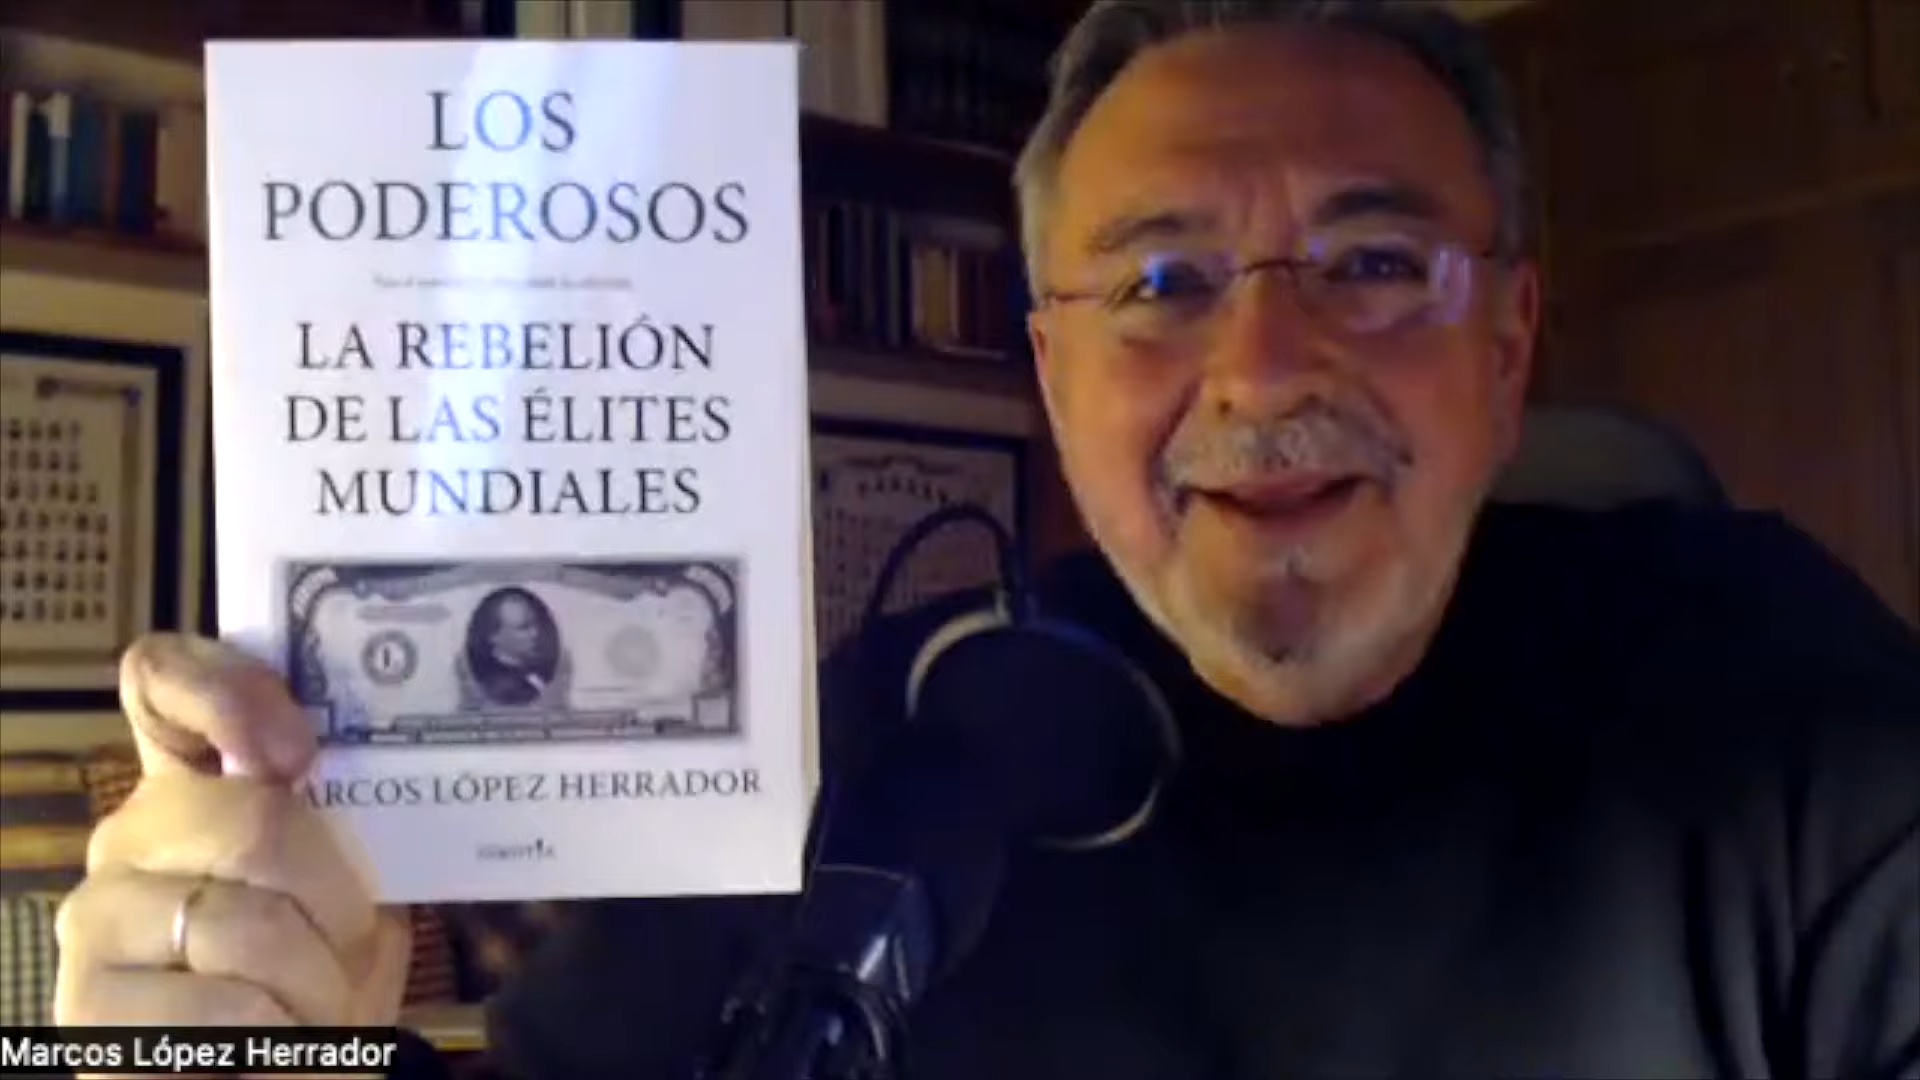 LOS
PODEROSOS
LA REBELIÓN
DE LAS ÉLITES
MUNDIALES
ARCOS LÓPEZ HERRADOR
Marcos López Herrador